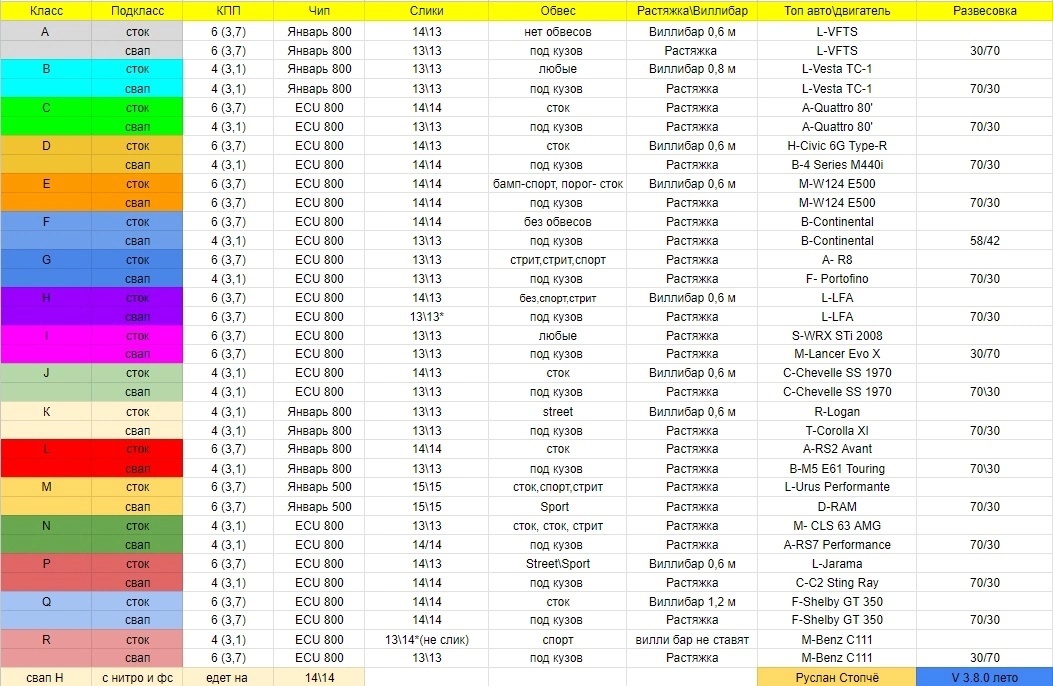 Класс Подкласс КПП Чип Слики Обвес Растяжка\Виллибар Топ авто\двигатель Развесовка
A сток 6 (3,7) Январь 800 14\13 нет обвесов Виллибар 0,6 м L-VFTS
свап 6 (3,7) Январь 800 13\13 под кузов Растяжка L-VFTS 30/70
B сток 4 (3,1) Январь 800 13\13 любые Виллибар 0,8 м L-Vesta TC-1
свап 4 (3,1) Январь 800 13\13 под кузов Растяжка L-Vesta TC-1 70/30
C сток 6 (3,7) ECU 800 14\14 сток Виллибар 0,6 м A-Quattro 80'
свап 4 (3,1) ECU 800 13\13 под кузов Растяжка A-Quattro 80' 70/30
D сток 6 (3,7) ECU 800 14\14 сток Виллибар 0,6 м H-Civic 6G Type-R
свап 4 (3,1) ECU 800 14\14 под кузов Растяжка B-4 Series M440i 70/30
E сток 6 (3,7) ECU 800 14\14 бамп-спорт, порог- сток Виллибар 0,6 м M-W124 E500
свап 6 (3,7) ECU 800 14\14 под кузов Растяжка M-W124 E500 70/30
F сток 6 (3,7) ECU 800 14\14 без обвесов Растяжка B-Continental
свап 4 (3,1) ECU 800 13\13 под кузов Растяжка B-Continental 58/42
G сток 6 (3,7) ECU 800 14\13 стрит,стрит,спорт Растяжка A- R8
свап 4 (3,1) ECU 800 13\13 под кузов Растяжка F- Portofino 70/30
H сток 6 (3,7) ECU 800 14\13 без,спорт,стрит Виллибар 0,6 м L-LFA
свап 6 (3,7) ECU 800 13\13* под кузов Растяжка L-LFA 70/30
I сток 6 (3,7) ECU 800 13\13 любые Растяжка S-WRX STi 2008
свап 6 (3,7) ECU 800 13\13 под кузов Растяжка M-Lancer Evo X 30/70
J сток 4 (3,1) ECU 800 14\13 сток Виллибар 0,6 м C-Chevelle SS 1970
свап 4 (3,1) ECU 800 13\13 под кузов Растяжка C-Chevelle SS 1970 70\30
K сток 4 (3,1) Январь 800 13\13 street Виллибар 0,6 м R-Logan
свап 4 (3,1) Январь 800 13\13 под кузов Растяжка T-Corolla XI 70/30
L сток 6 (3,7) Январь 800 14\14 сток Растяжка A-RS2 Avant
свап 4 (3,1) Январь 800 13\13 под кузов Растяжка B-M5 E61 Touring 70\30
M сток 6 (3,7) Январь 500 15\15 сток,спорт,стрит Растяжка L-Urus Performante
свап 6 (3,7) Январь 500 15\15 Sport Растяжка D-RAM 70/30
N сток 4 (3,1) ECU 800 13\13 сток, сток, стрит Растяжка M- CLS 63 AMG
свап 4 (3,1) ECU 800 14/14 под кузов Растяжка A-RS7 Performance 70/30
P сток 6 (3,7) ECU 800 13\13 Street\Sport Виллибар 0,6 м L-Jarama
свап 4 (3,1) ECU 800 14\14 под кузов Растяжка C-C2 Sting Ray 70/30
Q сток 6 (3,7) ECU 800 14\14 сток Виллибар 1,2 м F-Shelby GT 350
свап 6 (3,7) ECU 800 14\14 под кузов Растяжка F-Shelby GT 350 70/30
R сток 4 (3,1) ECU 800 13\14*(не слик) спорт вилли бар не ставят M-Benz C111
свап 6 (3,7) ECU 800 13\13 под кузов Растяжка M-Benz C111 30/70
свап H с нитро и фс едет на 14\14 Руслан Стопчё V 3.8.0 лето